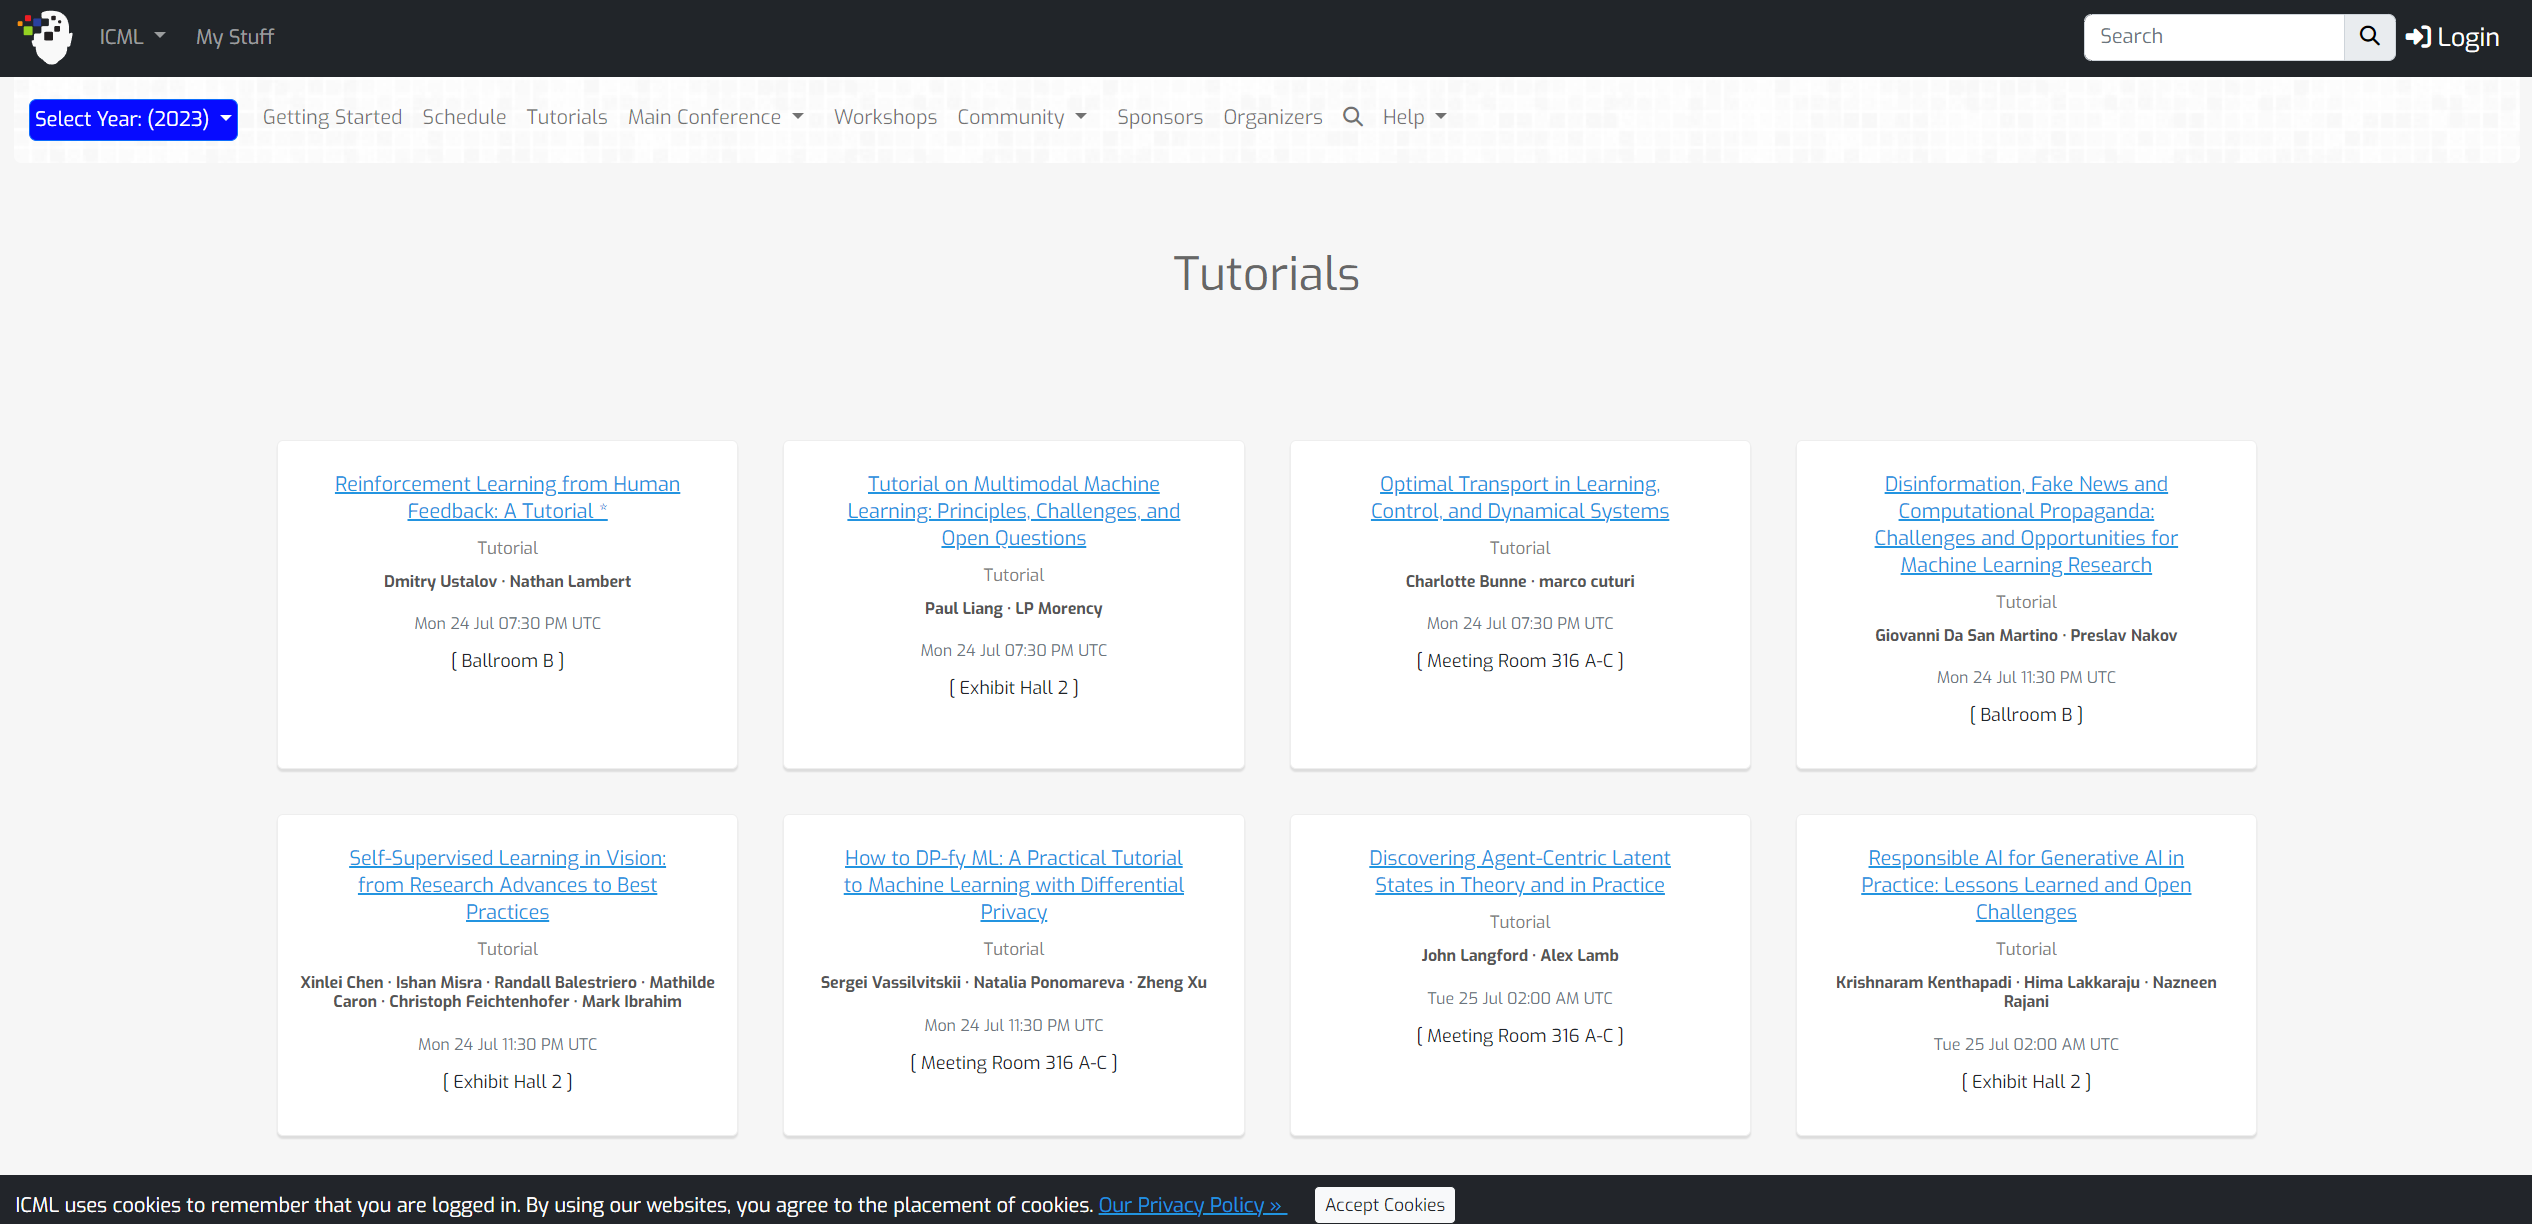 ICML My Stuff Search Login
Select Year: (2023) Getting Started Schedule Tutorials Main Conference Workshops Community Sponsors Organizers Help
Tutorials
Reinforcement Learning from Human
Feedback: A Tutorial *
Tutorial
Dmitry Ustalov · Nathan Lambert
Mon 24 Jul 07:30 PM UTC
[ Ballroom B ]
Tutorial on Multimodal Machine
Learning: Principles, Challenges, and
Open Questions
Tutorial
Paul Liang · LP Morency
Mon 24 Jul 07:30 PM UTC
[ Exhibit Hall 2 ]
Optimal Transport in Learning,
Control, and Dynamical Systems
Tutorial
Charlotte Bunne · marco cuturi
Mon 24 Jul 07:30 PM UTC
[ Meeting Room 316 A-C ]
Disinformation, Fake News and
Computational Propaganda:
Challenges and Opportunities for
Machine Learning Research
Tutorial
Giovanni Da San Martino · Preslav Nakov
Mon 24 Jul 11:30 PM UTC
[ Ballroom B ]
Self-Supervised Learning in Vision:
from Research Advances to Best
Practices
Tutorial
Xinlei Chen · Ishan Misra · Randall Balestriero · Mathilde
Caron · Christoph Feichtenhofer · Mark Ibrahim
Mon 24 Jul 11:30 PM UTC
[ Exhibit Hall 2 ]
How to DP-fy ML: A Practical Tutorial
to Machine Learning with Differential
Privacy
Tutorial
Sergei Vassilvitskii · Natalia Ponomareva · Zheng Xu
Mon 24 Jul 11:30 PM UTC
[ Meeting Room 316 A-C ]
Discovering Agent-Centric Latent
States in Theory and in Practice
Tutorial
John Langford · Alex Lamb
Tue 25 Jul 02:00 AM UTC
[ Meeting Room 316 A-C ]
Responsible AI for Generative AI in
Practice: Lessons Learned and Open
Challenges
Tutorial
Krishnaram Kenthapadi · Hima Lakkaraju · Nazneen
Rajani
Tue 25 Jul 02:00 AM UTC
[ Exhibit Hall 2 ]
ICML uses cookies to remember that you are logged in. By using our websites, you agree to the placement of cookies. Our Privacy Policy » Accept Cookies